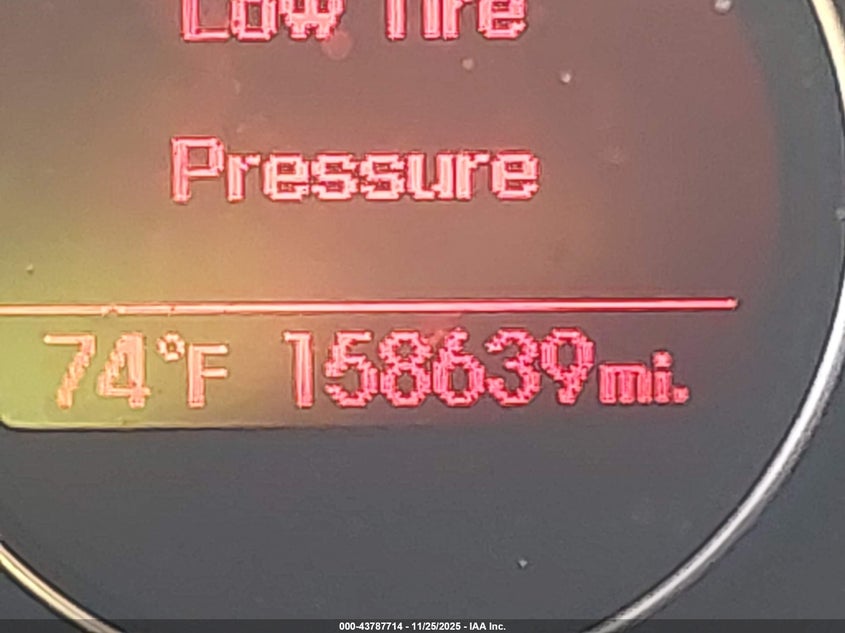 Low Tire
Pressure
74°F 158639mi.
000-43787714 - 11/25/2025 - IAA Inc.